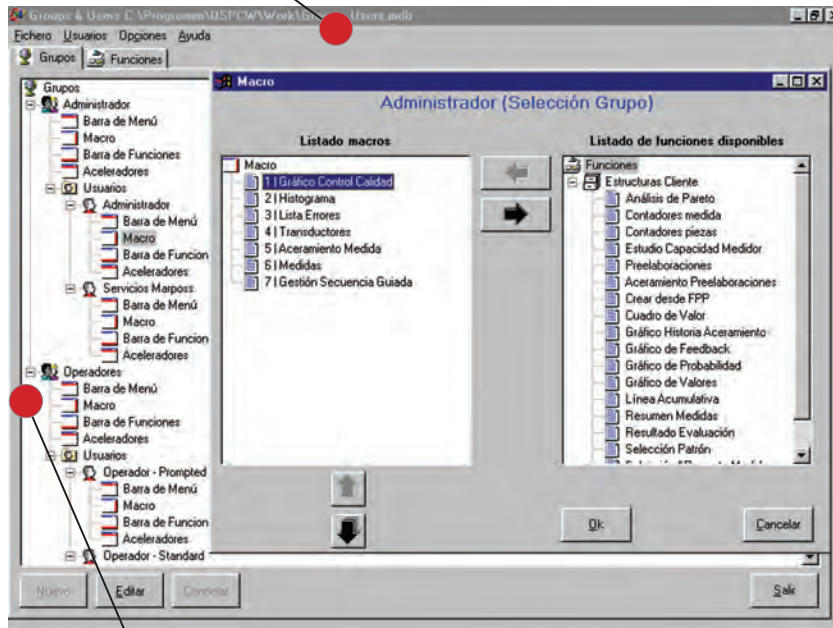 Groups & Users C:\Programmi\QSPCW\Work\Gr Users.mdb
Fichero Usuarios Opciones Ayuda
Grupos Funciones
Grupos
Administrador
Barra de Menú
Macro
Barra de Funciones
Aceleradores
Usuarios
Administrador
Barra de Menú
Macro
Barra de Funcion
Aceleradores
Servicios Marposs
Barra de Menú
Macro
Barra de Funcion
Aceleradores
Operadores
Barra de Menú
Macro
Barra de Funciones
Aceleradores
Usuarios
Operador - Prompted
Barra de Menú
Macro
Barra de Funcion
Aceleradores
Operador - Standard
Macro
Administrador (Selección Grupo)
Listado macros
Macro
1 | Gráfico Control Calidad
2 | Histograma
3 | Lista Errores
4 | Transductores
5 | Aceramiento Medida
6 | Medidas
7 | Gestión Secuencia Guiada
Listado de funciones disponibles
Funciones
Estructuras Cliente
Análisis de Pareto
Contadores medida
Contadores piezas
Estudio Capacidad Medidor
Preelaboraciones
Aceramiento Preelaboraciones
Crear desde FPP
Cuadro de Valor
Gráfico Historia Aceramiento
Gráfico de Feedback
Gráfico de Probabilidad
Gráfico de Valores
Línea Acumulativa
Resumen Medidas
Resultado Evaluación
Selección Patrón
Ok Cancelar
Nuevo Editar Cancelar Salir